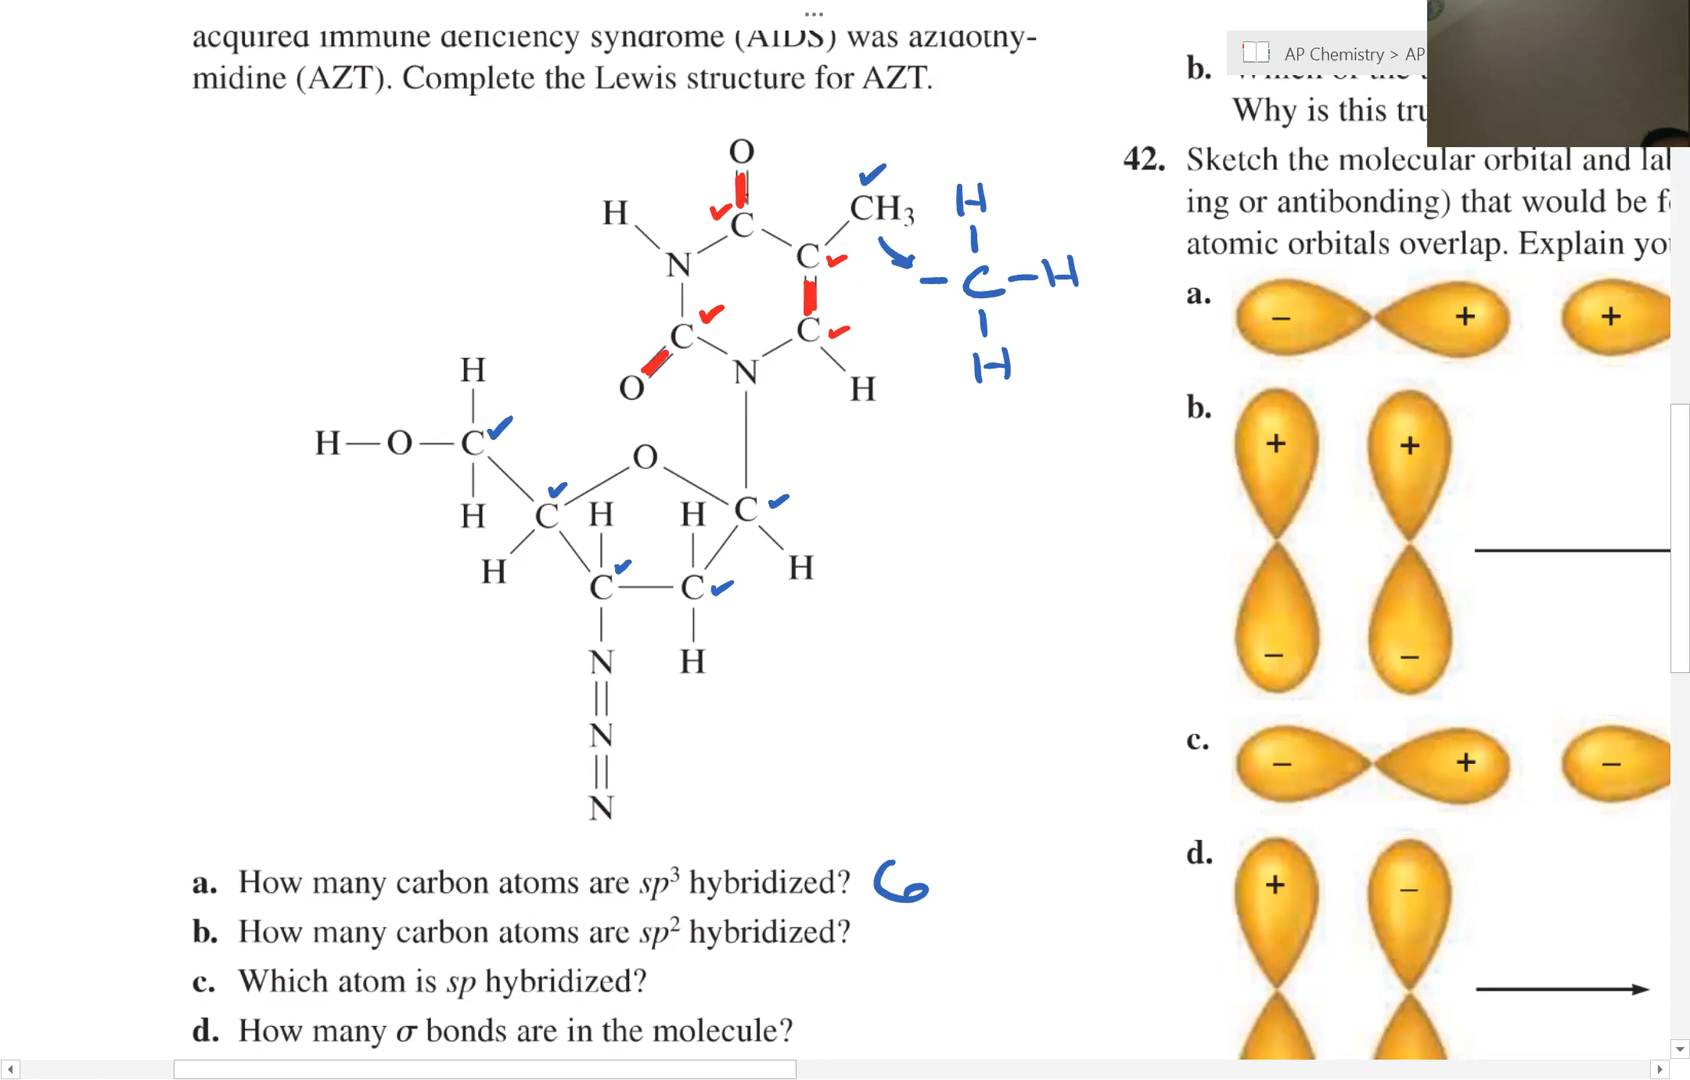 ...
acquired immune deficiency syndrome (AIDS) was azidothy-
midine (AZT). Complete the Lewis structure for AZT.
O
H
C
CH₃
H
N
C
C
H
C
C
O
N
H
H
H
H
O
C
O
H
C
H
H
C
H
C
C
H
N
H
N
N
a. How many carbon atoms are sp³ hybridized? 6
b. How many carbon atoms are sp² hybridized?
c. Which atom is sp hybridized?
d. How many σ bonds are in the molecule?
AP Chemistry > AP
b.
Why is this tru
42. Sketch the molecular orbital and lab
ing or antibonding) that would be f
atomic orbitals overlap. Explain yo
a.
− + +
b.
+ +
− −
c.
− + −
d.
+ −